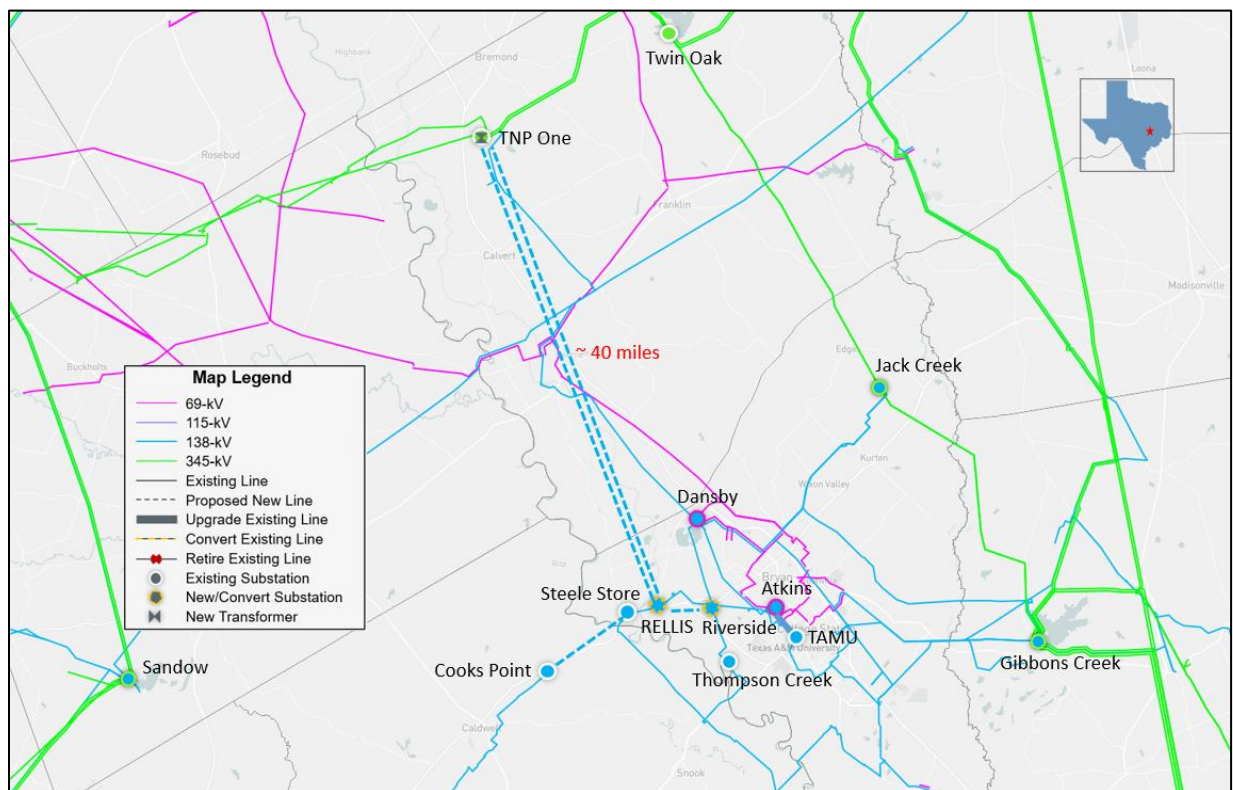 Highbank
Bremond
Twin Oak
Leona
TNP One
Rosebud
Franklin
Calvert
Madisonville
Buckholts
~ 40 miles
Edge
Jack Creek
Map Legend
69-kV
115-kV
138-kV
345-kV
Existing Line
Proposed New Line
Upgrade Existing Line
Convert Existing Line
Retire Existing Line
Existing Substation
New/Convert Substation
New Transformer
Kurten
Wixon Valley
Dansby
Bryan
Steele Store
Atkins
RELLIS
Riverside
TAMU
Texas A&M University
Cooks Point
Thompson Creek
Gibbons Creek
Sandow
Caldwell
Snook